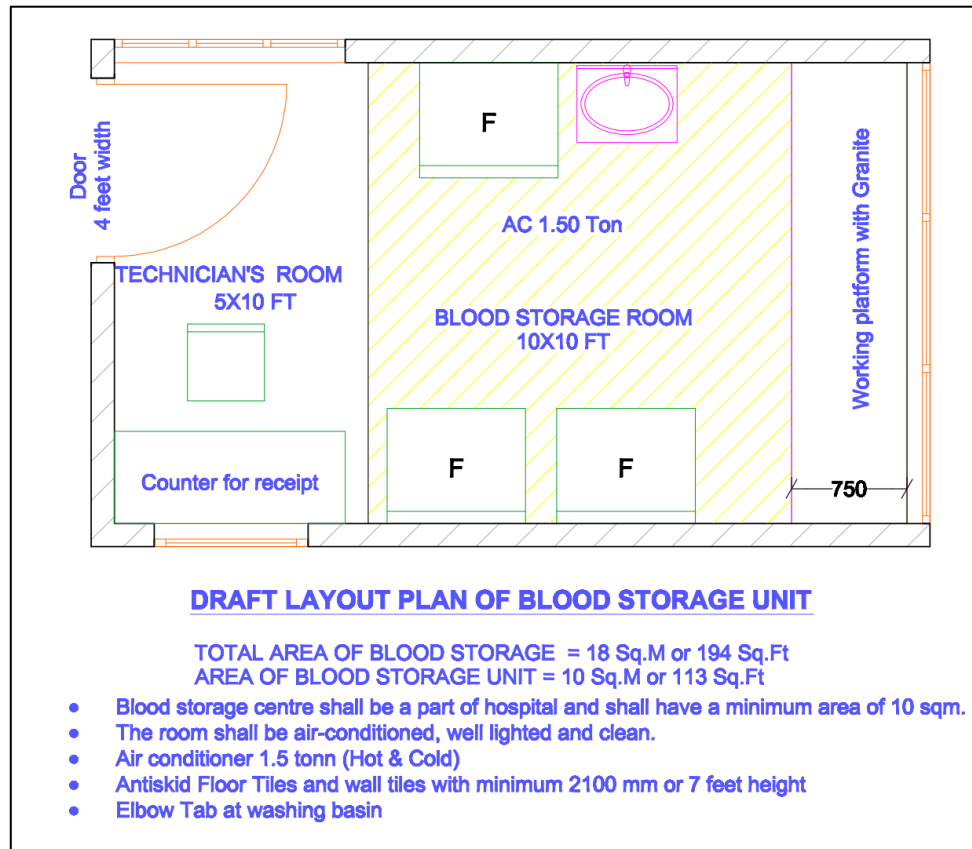 F
Door
4 feet width
AC 1.50 Ton
Working platform with Granite
TECHNICIAN'S ROOM
5X10 FT
BLOOD STORAGE ROOM
10X10 FT
Counter for receipt
F
F
750
DRAFT LAYOUT PLAN OF BLOOD STORAGE UNIT
TOTAL AREA OF BLOOD STORAGE = 18 Sq.M or 194 Sq.Ft
AREA OF BLOOD STORAGE UNIT = 10 Sq.M or 113 Sq.Ft
• Blood storage centre shall be a part of hospital and shall have a minimum area of 10 sqm.
• The room shall be air-conditioned, well lighted and clean.
• Air conditioner 1.5 tonn (Hot & Cold)
• Antiskid Floor Tiles and wall tiles with minimum 2100 mm or 7 feet height
• Elbow Tab at washing basin